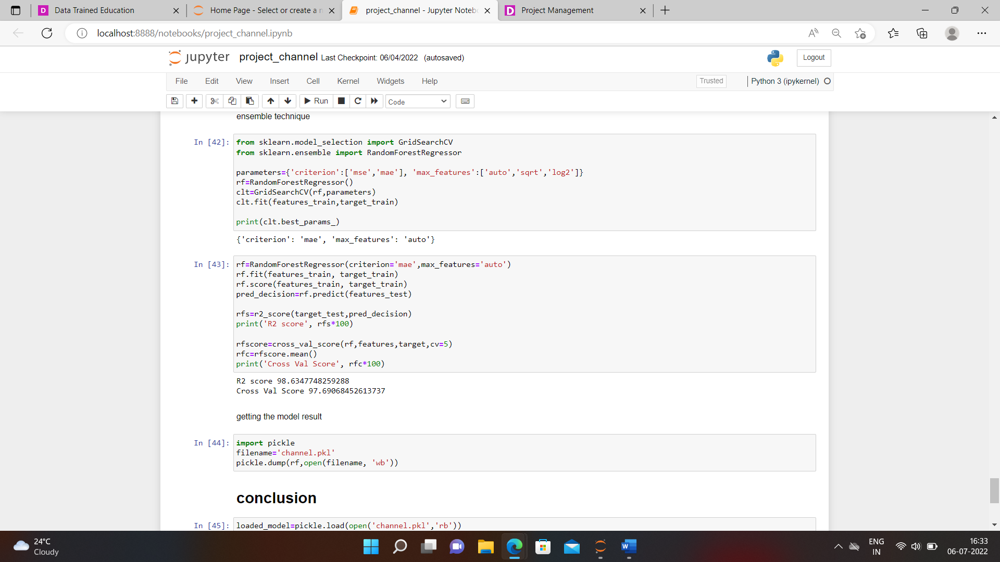 Data Trained Education
Home Page - Select or create a n
project_channel - Jupyter Notebo
Project Management
localhost:8888/notebooks/project_channel.ipynb
jupyter project_channel Last Checkpoint: 06/04/2022 (autosaved)
Logout
File Edit View Insert Cell Kernel Widgets Help
Trusted
Python 3 (ipykernel)
Run
Code
ensemble technique
In [42]: from sklearn.model_selection import GridSearchCV
from sklearn.ensemble import RandomForestRegressor
parameters={'criterion':['mse','mae'], 'max_features':['auto','sqrt','log2']}
rf=RandomForestRegressor()
clt=GridSearchCV(rf,parameters)
clt.fit(features_train,target_train)
print(clt.best_params_)
{'criterion': 'mae', 'max_features': 'auto'}
In [43]: rf=RandomForestRegressor(criterion='mae',max_features='auto')
rf.fit(features_train, target_train)
rf.score(features_train, target_train)
pred_decision=rf.predict(features_test)
rfs=r2_score(target_test,pred_decision)
print('R2 score', rfs*100)
rfscore=cross_val_score(rf,features,target,cv=5)
rfc=rfscore.mean()
print('Cross Val Score', rfc*100)
R2 score 98.6347748259288
Cross Val Score 97.69068452613737
getting the model result
In [44]: import pickle
filename='channel.pkl'
pickle.dump(rf,open(filename, 'wb'))
conclusion
In [45]: loaded_model=pickle.load(open('channel.pkl','rb'))
24°C
Cloudy
ENG
IN
16:33
06-07-2022